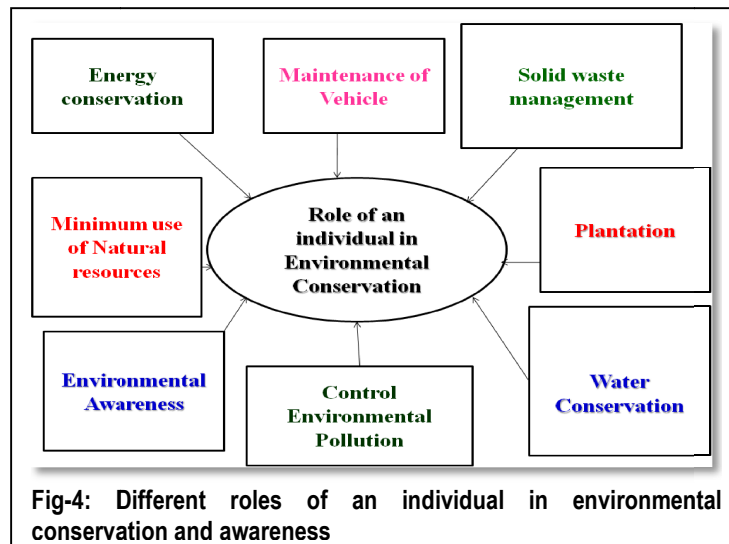 Energy
conservation
Maintenance of
Vehicle
Solid waste
management
Minimum use
of Natural
resources
Role of an
individual in
Environmental
Conservation
Plantation
Environmental
Awareness
Control
Environmental
Pollution
Water
Conservation
Fig-4: Different roles of an individual in environmental
conservation and awareness